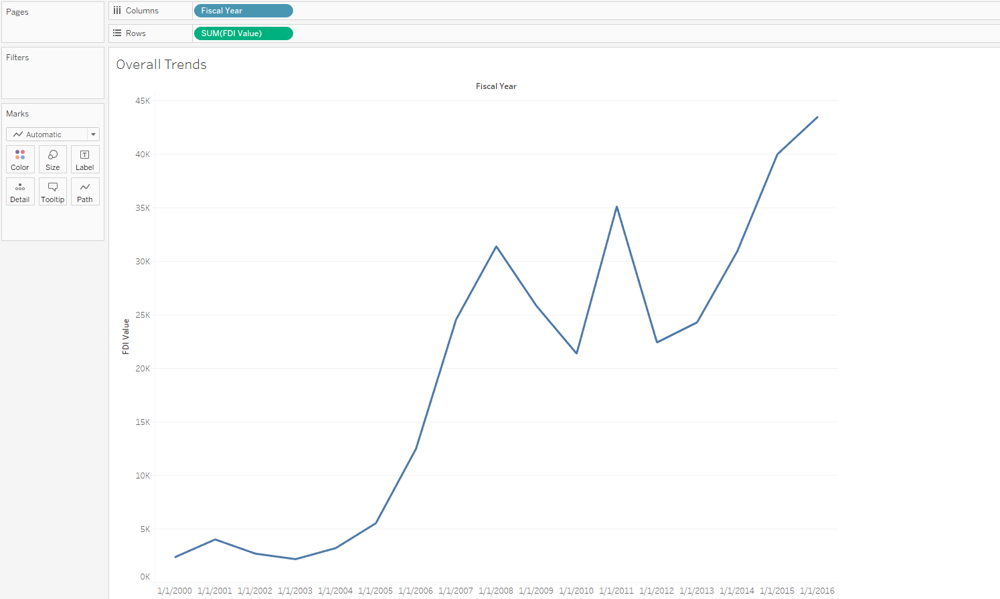 Pages
Columns
Fiscal Year
Rows
SUM(FDI Value)
Filters
Marks
Automatic
Color Size Label
Detail Tooltip Path
Overall Trends
Fiscal Year
45K
40K
35K
30K
25K
20K
15K
10K
5K
0K
FDI Value
1/1/2000 1/1/2001 1/1/2002 1/1/2003 1/1/2004 1/1/2005 1/1/2006 1/1/2007 1/1/2008 1/1/2009 1/1/2010 1/1/2011 1/1/2012 1/1/2013 1/1/2014 1/1/2015 1/1/2016